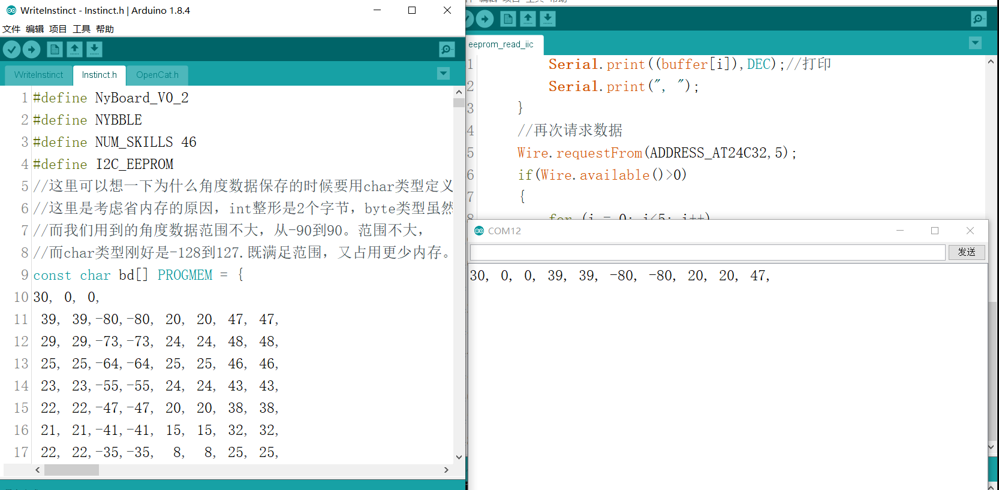 WriteInstinct - Instinct.h | Arduino 1.8.4
文件 编辑 项目 工具 帮助
WriteInstinct Instinct.h OpenCat.h
1 #define NyBoard_V0_2
2 #define NYBBLE
3 #define NUM_SKILLS 46
4 #define I2C_EEPROM
5 //这里可以想一下为什么角度数据保存的时候要用char类型定义
6 //这里是考虑省内存的原因，int整形是2个字节，byte类型虽然
7 //而我们用到的角度数据范围不大，从-90到90。范围不大，
8 //而char类型刚好是-128到127.既满足范围，又占用更少内存。
9 const char bd[] PROGMEM = {
10 30, 0, 0,
11 39, 39,-80,-80, 20, 20, 47, 47,
12 29, 29,-73,-73, 24, 24, 48, 48,
13 25, 25,-64,-64, 25, 25, 46, 46,
14 23, 23,-55,-55, 24, 24, 43, 43,
15 22, 22,-47,-47, 20, 20, 38, 38,
16 21, 21,-41,-41, 15, 15, 32, 32,
17 22, 22,-35,-35, 8, 8, 25, 25,
件 编辑 项目 工具 帮助
eeprom_read_iic
1 Serial.print((buffer[i]),DEC);//打印
2 Serial.print(", ");
3 }
4 //再次请求数据
5 Wire.requestFrom(ADDRESS_AT24C32,5);
6 if(Wire.available()>0)
7 {
8 for (i = 0; i<5; i++)
COM12
发送
30, 0, 0, 39, 39, -80, -80, 20, 20, 47,